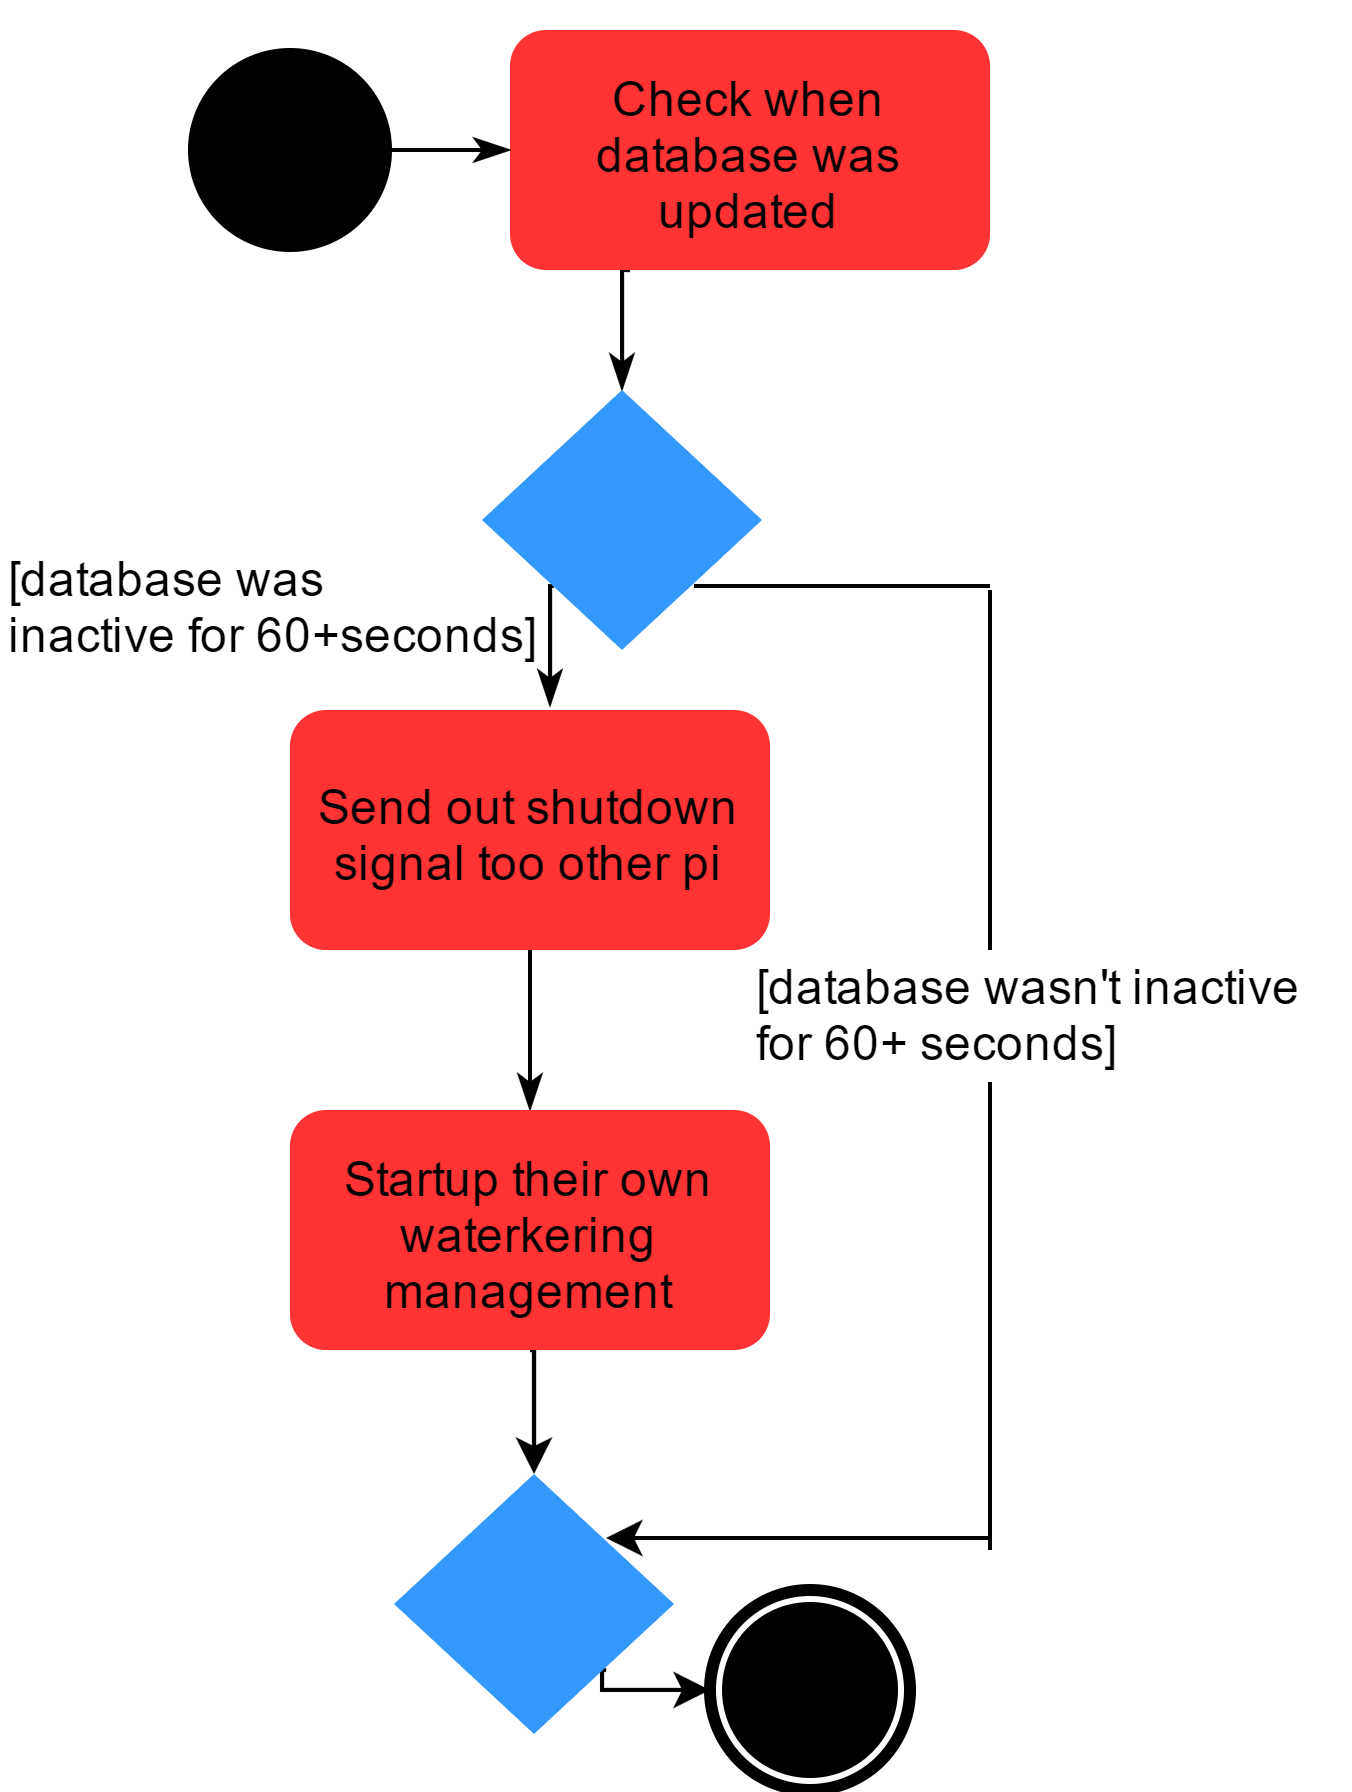 Check when
database was
updated
[database was
inactive for 60+seconds]
Send out shutdown
signal too other pi
[database wasn't inactive
for 60+ seconds]
Startup their own
waterkering
management